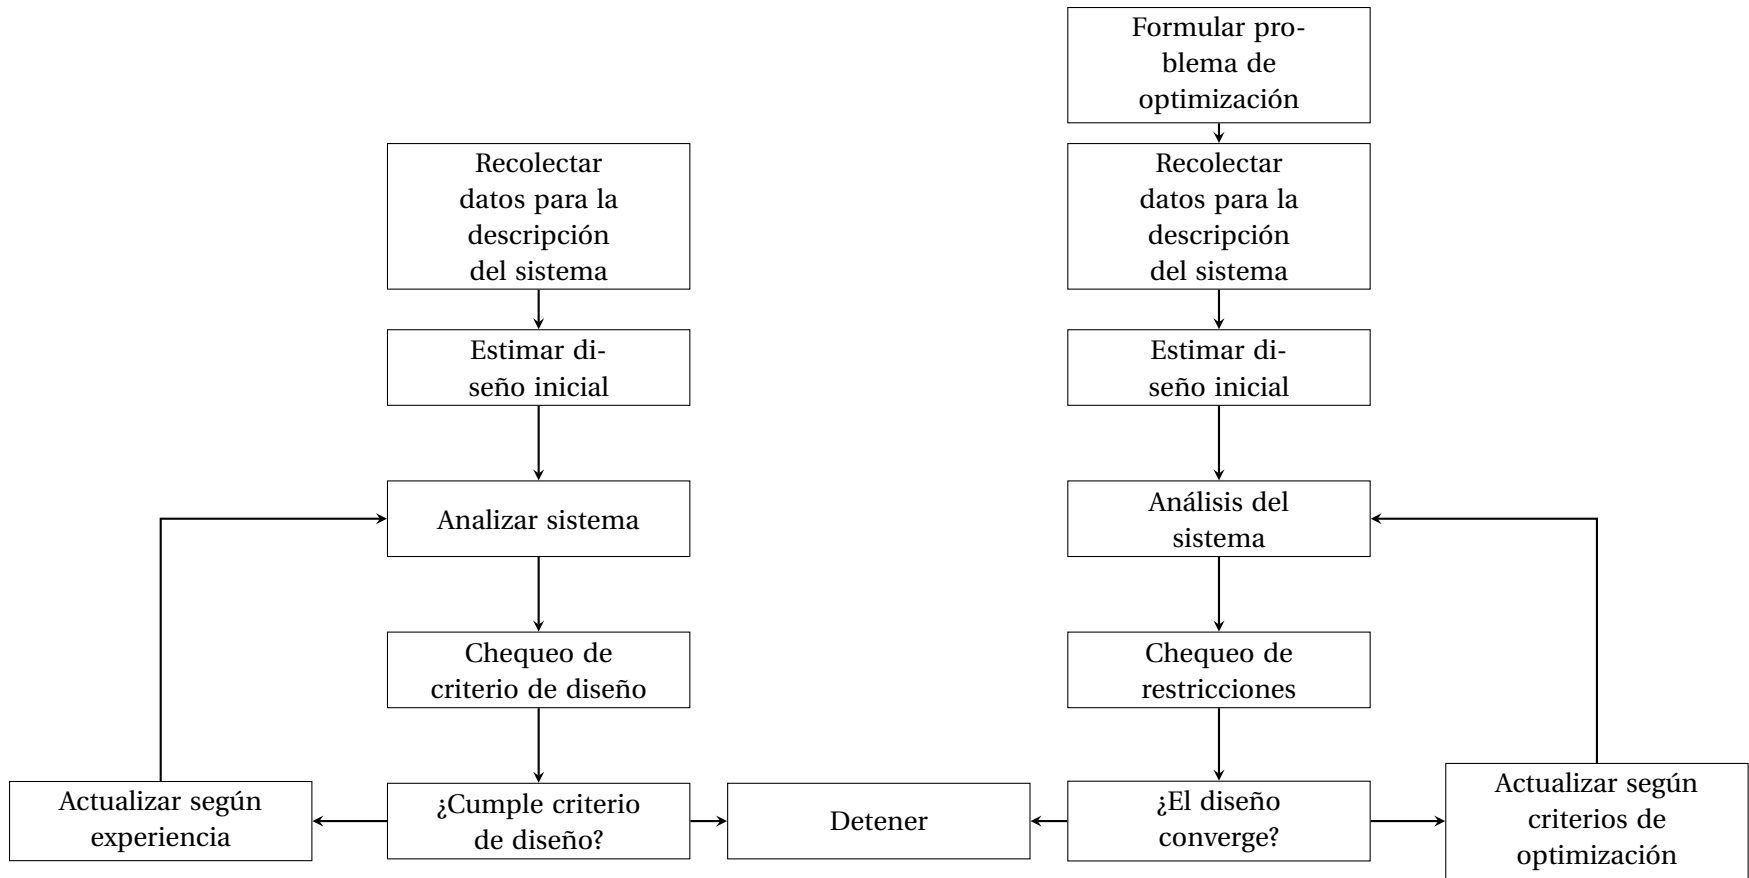 Recolectar
datos para la
descripción
del sistema
Estimar di-
seño inicial
Analizar sistema
Chequeo de
criterio de diseño
¿Cumple criterio
de diseño?
Actualizar según
experiencia
Detener
Formular pro-
blema de
optimización
Recolectar
datos para la
descripción
del sistema
Estimar di-
seño inicial
Análisis del
sistema
Chequeo de
restricciones
¿El diseño
converge?
Actualizar según
criterios de
optimización